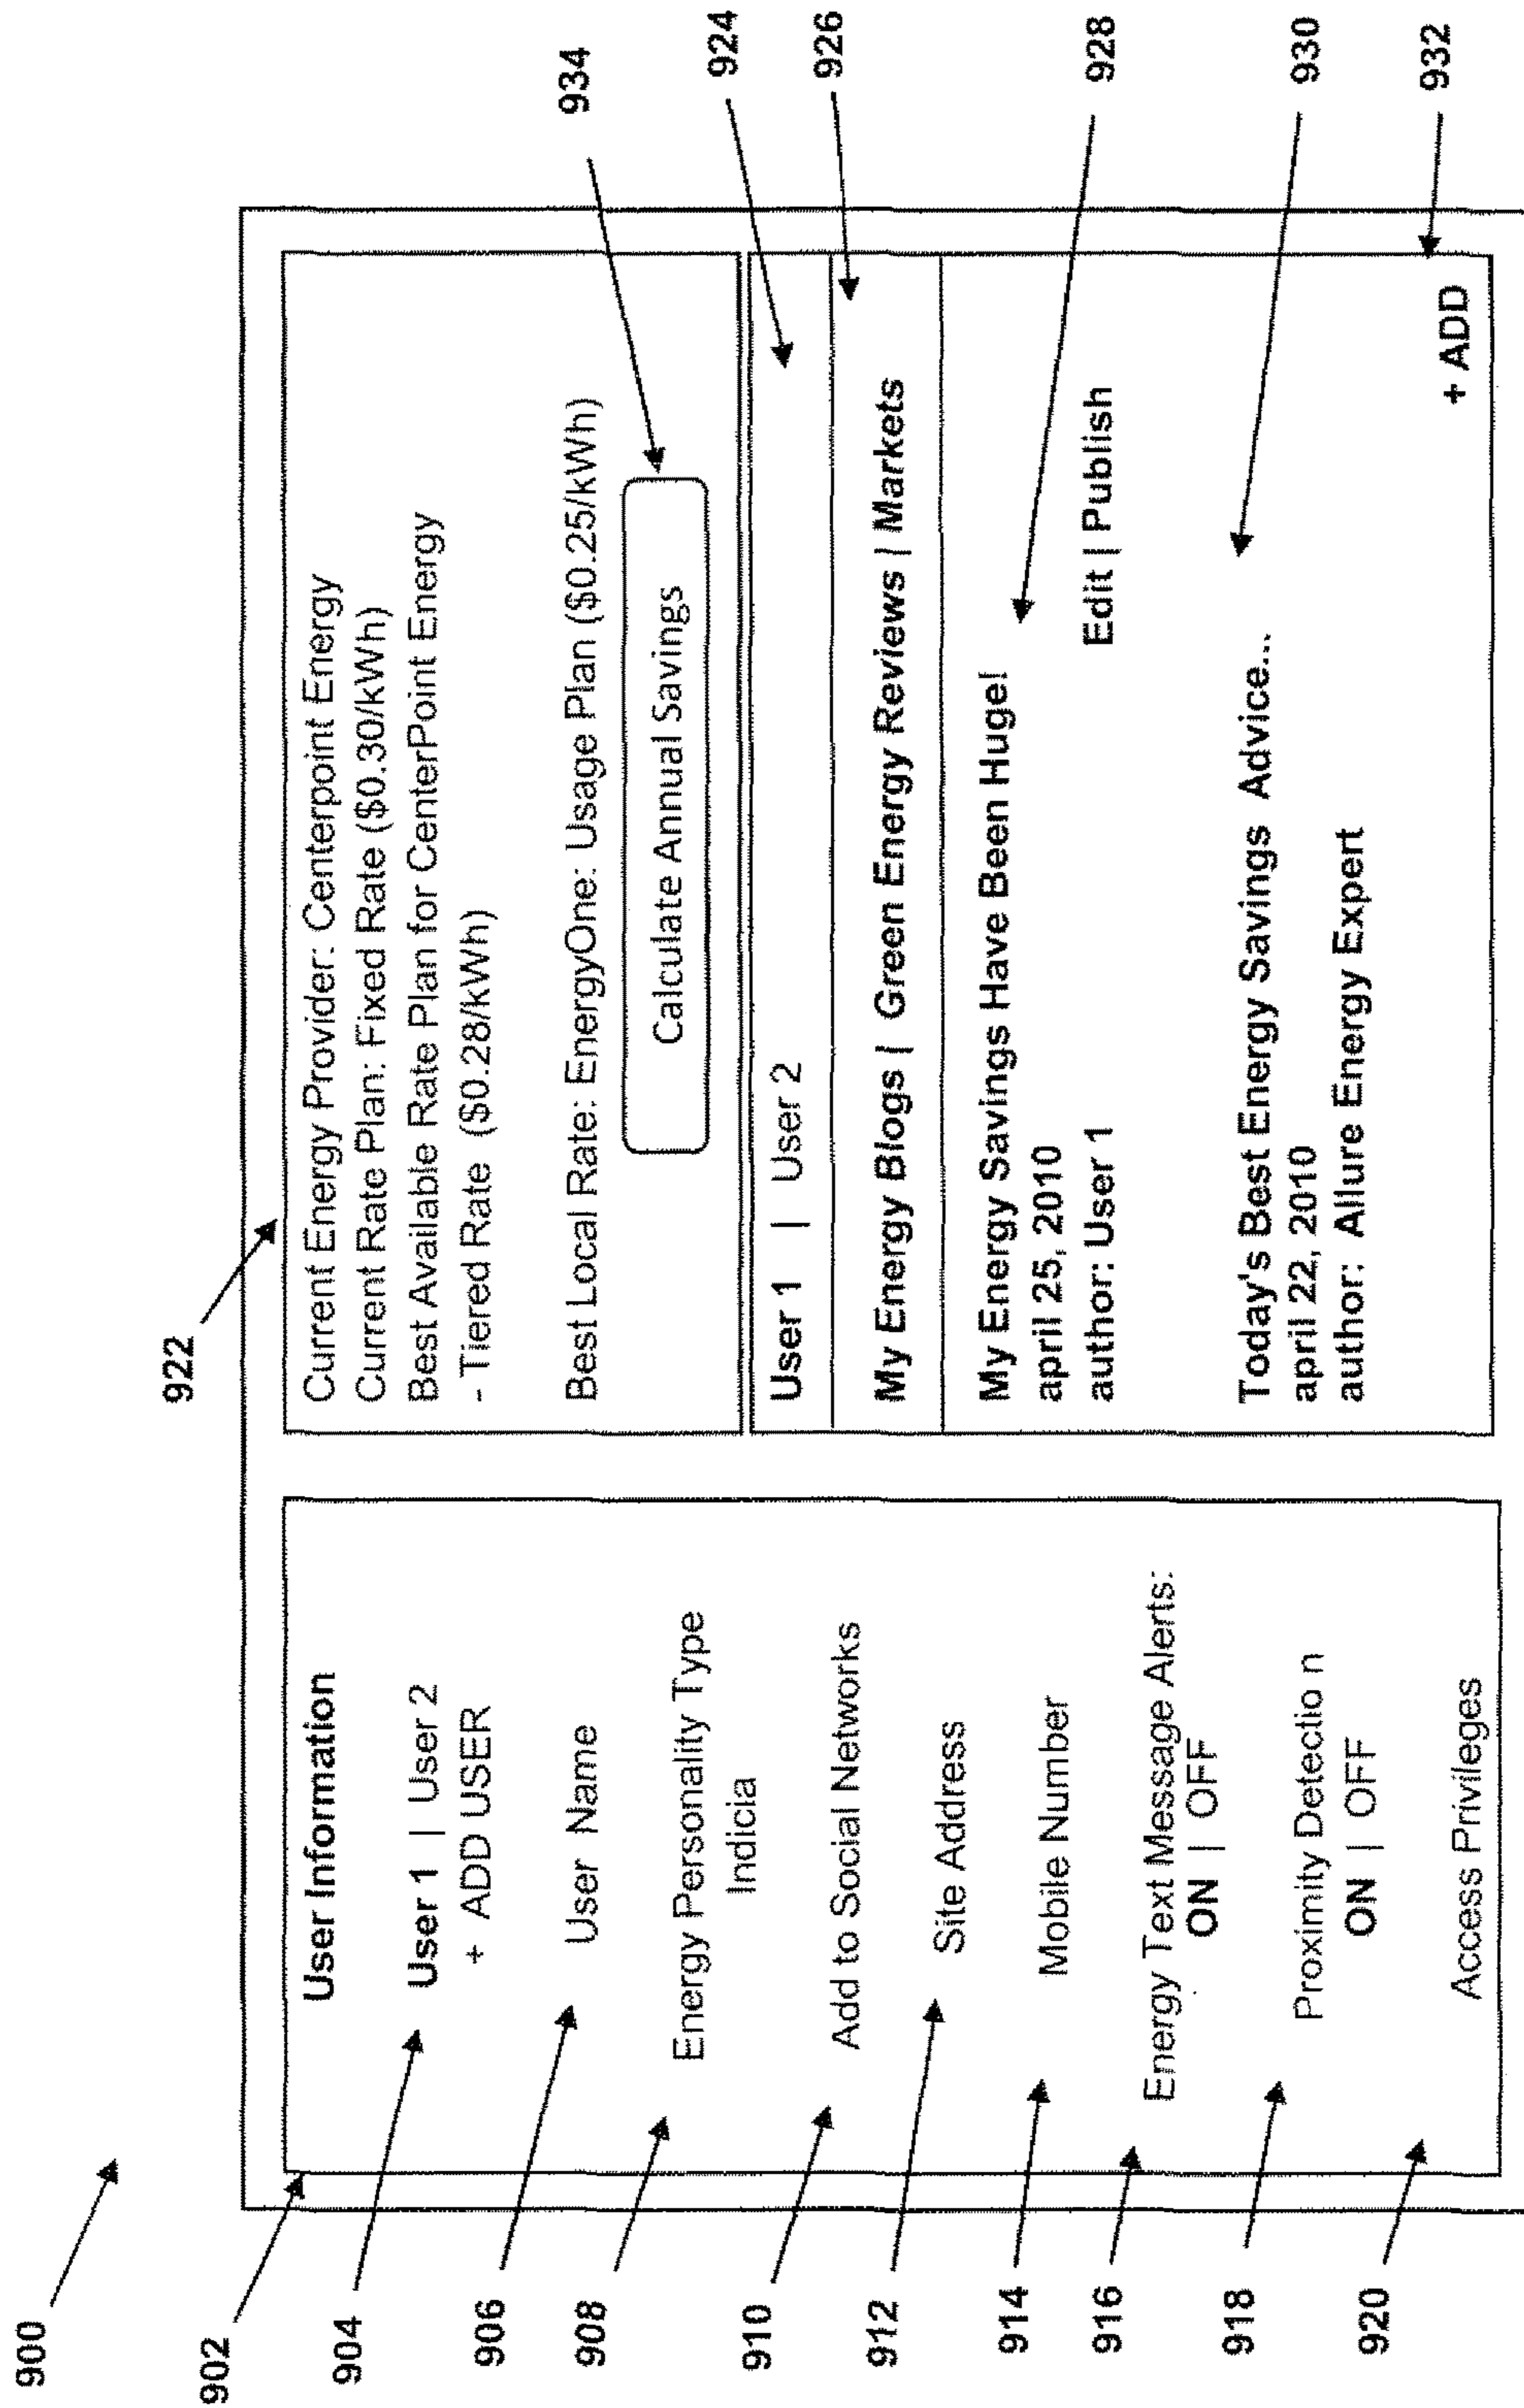 900
902
904
906
908
910
912
914
916
918
920
User Information
User 1 | User 2
+ ADD USER
User Name
Energy Personality Type
Indicia
Add to Social Networks
Site Address
Mobile Number
Energy Text Message Alerts:
ON | OFF
Proximity Detectio n
ON | OFF
Access Privileges
922
Current Energy Provider: Centerpoint Energy
Current Rate Plan: Fixed Rate ($0.30/kWh)
Best Available Rate Plan for CenterPoint Energy
- Tiered Rate ($0.28/kWh)
Best Local Rate: EnergyOne: Usage Plan ($0.25/kWh)
Calculate Annual Savings
User 1 | User 2
My Energy Blogs | Green Energy Reviews | Markets
My Energy Savings Have Been Huge!
april 25, 2010
author: User 1
Edit | Publish
Today's Best Energy Savings Advice...
april 22, 2010
author: Allure Energy Expert
+ ADD
934
924
926
928
930
932